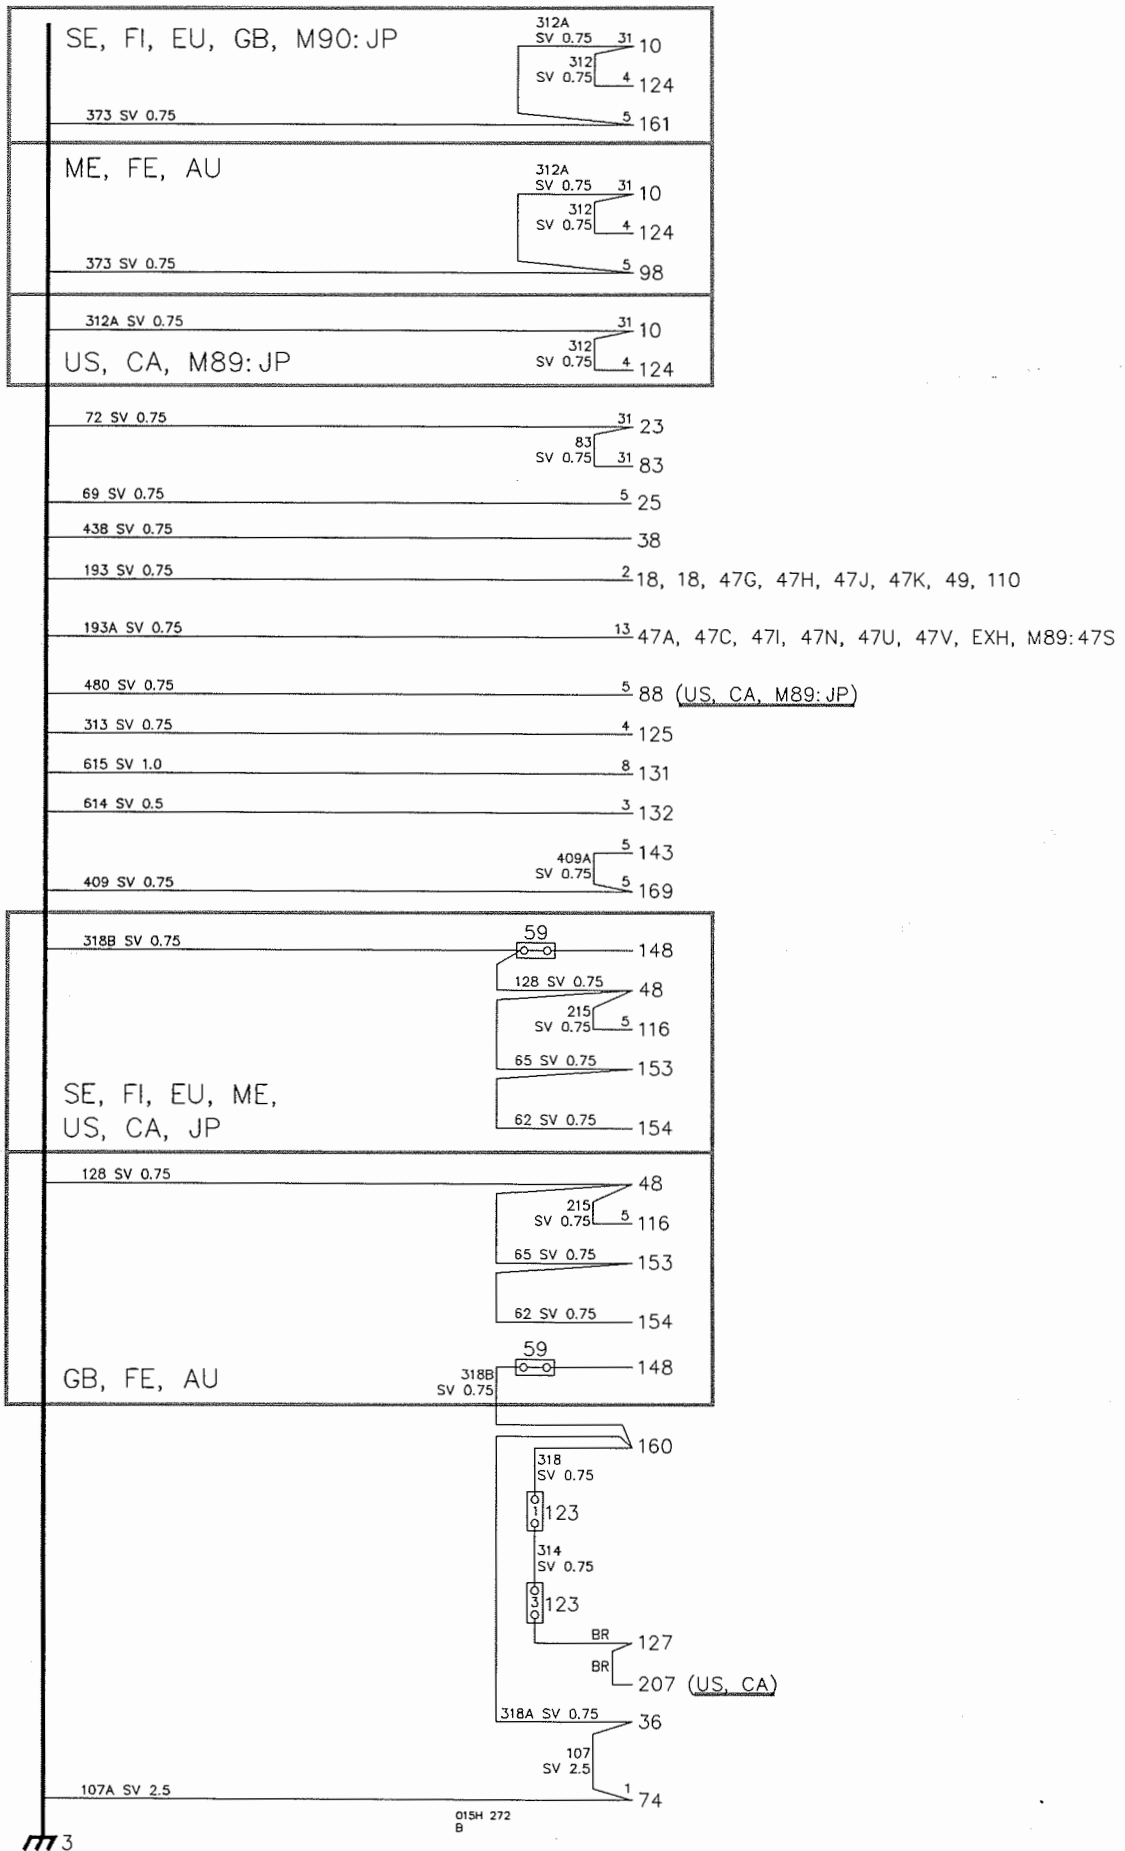 SE, FI, EU, GB, M90:JP
312A
SV 0.75 31 10
312
SV 0.75 4 124
373 SV 0.75 5 161
ME, FE, AU
312A
SV 0.75 31 10
312
SV 0.75 4 124
373 SV 0.75 5 98
312A SV 0.75 31 10
312
US, CA, M89:JP SV 0.75 4 124
72 SV 0.75 31 23
83
SV 0.75 31 83
69 SV 0.75 5 25
438 SV 0.75 38
193 SV 0.75 2 18, 18, 47G, 47H, 47J, 47K, 49, 110
193A SV 0.75 13 47A, 47C, 47I, 47N, 47U, 47V, EXH, M89:47S
480 SV 0.75 5 88 (US, CA, M89:JP)
313 SV 0.75 4 125
615 SV 1.0 8 131
614 SV 0.5 3 132
5 143
409A
SV 0.75
409 SV 0.75 5 169
59
318B SV 0.75 148
128 SV 0.75 48
215
SV 0.75 5 116
65 SV 0.75 153
SE, FI, EU, ME,
US, CA, JP
62 SV 0.75 154
128 SV 0.75 48
215
SV 0.75 5 116
65 SV 0.75 153
62 SV 0.75 154
59
148
318B
SV 0.75
GB, FE, AU
160
318
SV 0.75
1 123
314
SV 0.75
3 123
BR 127
BR
207 (US, CA)
318A SV 0.75 36
107
SV 2.5
107A SV 2.5 1 74
015H 272
B
3